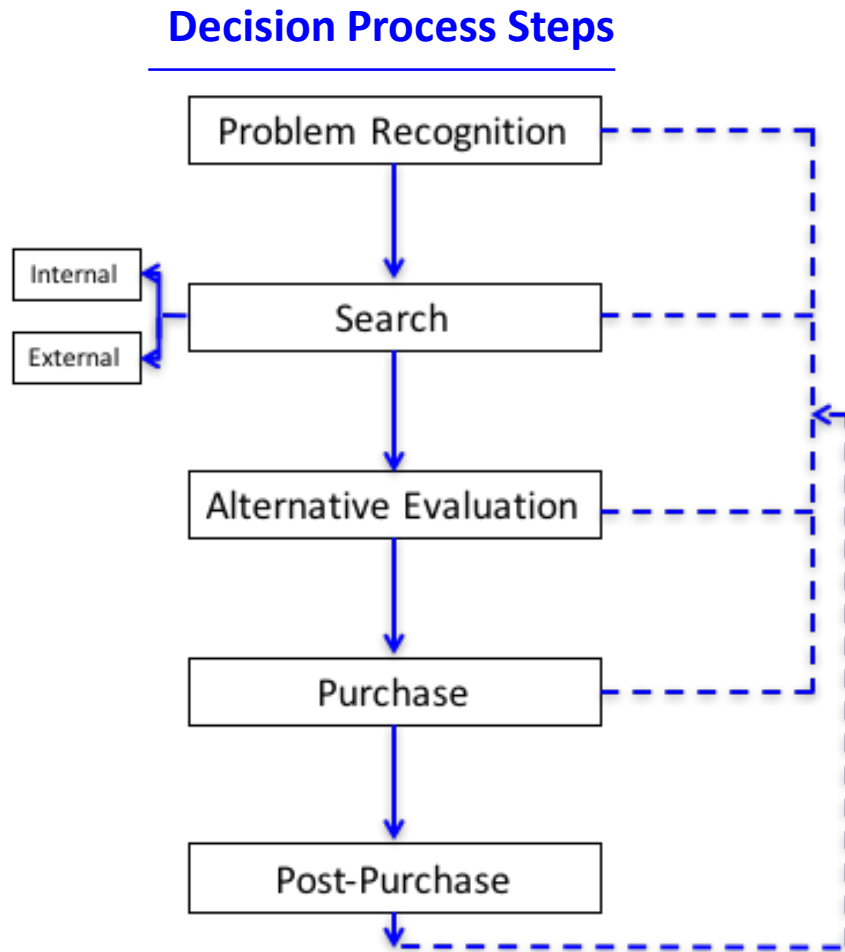 Decision Process Steps
Problem Recognition
Internal
Search
External
Alternative Evaluation
Purchase
Post-Purchase